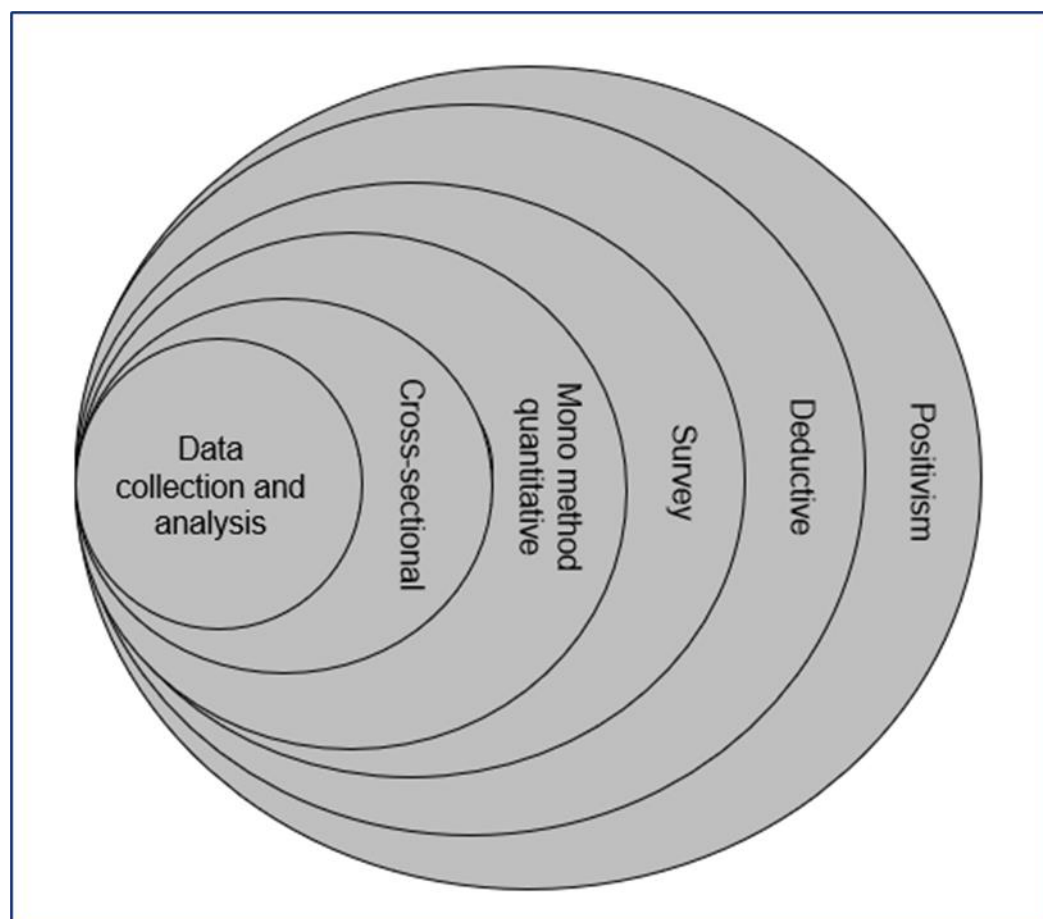 Data
collection and
analysis
Cross-sectional
Mono method
quantitative
Survey
Deductive
Positivism